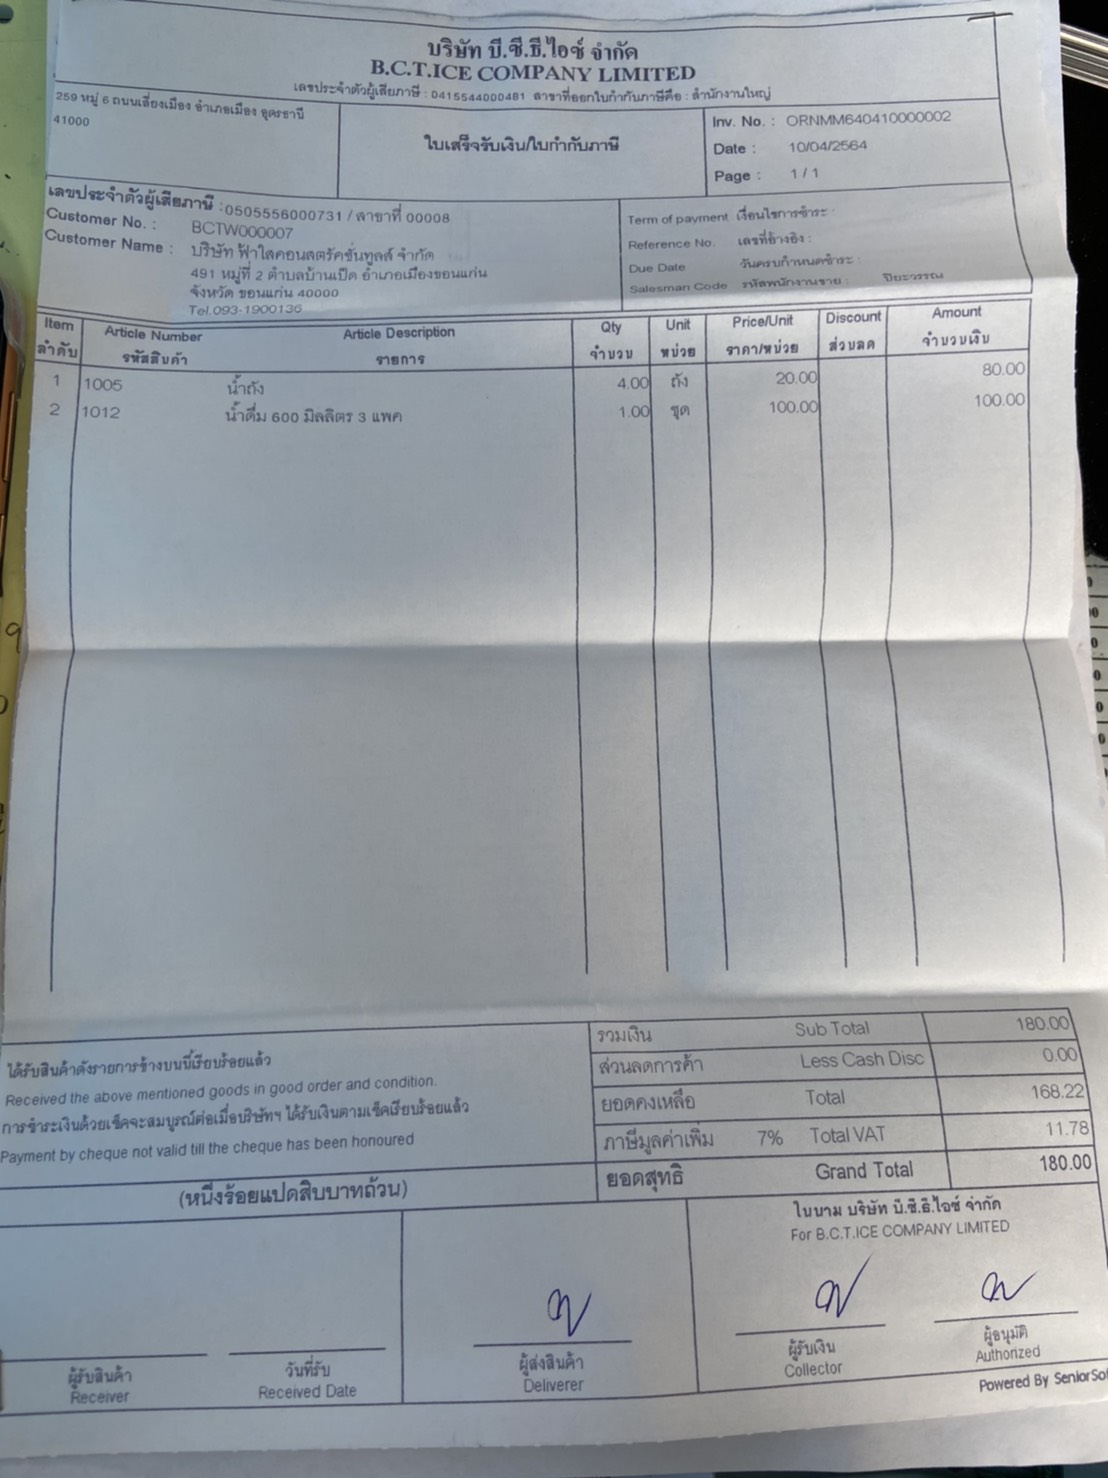 บริษัท บี.ซี.ธี.ไอซ์ จำกัด
B.C.T.ICE COMPANY LIMITED
เลขประจำตัวผู้เสียภาษี : 0415544000481 สาขาที่ออกใบกำกับภาษีคือ : สำนักงานใหญ่
259 หมู่ 6 ถนนเลี่ยงเมือง อำเภอเมือง อุดรธานี
41000
ใบเสร็จรับเงิน/ใบกำกับภาษี
Inv. No. : ORNMM640410000002
Date : 10/04/2564
Page : 1 / 1
เลขประจำตัวผู้เสียภาษี : 0505556000731 / สาขาที่ 00008
Customer No. : BCTW000007
Customer Name : บริษัท ฟ้าใสคอนสตรัคชั่นทูลส์ จำกัด
491 หมู่ที่ 2 ตำบลบ้านเป็ด อำเภอเมืองขอนแก่น
จังหวัด ขอนแก่น 40000
Tel.093-1900136
Term of payment เงื่อนไขการชำระ :
Reference No. เลขที่อ้างอิง :
Due Date วันครบกำหนดชำระ :
Salesman Code รหัสพนักงานขาย : ปิยะวรรณ
Item Article Number Article Description Qty Unit Price/Unit Discount Amount
ลำดับ รหัสสินค้า รายการ จำนวน หน่วย ราคา/หน่วย ส่วนลด จำนวนเงิน
1 1005 น้ำถัง 4.00 ถัง 20.00 80.00
2 1012 น้ำดื่ม 600 มิลลิตร 3 แพค 1.00 ชุด 100.00 100.00
ได้รับสินค้าดังรายการข้างบนนี้เรียบร้อยแล้ว
Received the above mentioned goods in good order and condition.
การชำระเงินด้วยเช็คจะสมบูรณ์ต่อเมื่อบริษัทฯ ได้รับเงินตามเช็คเรียบร้อยแล้ว
Payment by cheque not valid till the cheque has been honoured
(หนึ่งร้อยแปดสิบบาทถ้วน)
รวมเงิน Sub Total 180.00
ส่วนลดการค้า Less Cash Disc 0.00
ยอดคงเหลือ Total 168.22
ภาษีมูลค่าเพิ่ม 7% Total VAT 11.78
ยอดสุทธิ Grand Total 180.00
ในนาม บริษัท บี.ซี.ธี.ไอซ์ จำกัด
For B.C.T.ICE COMPANY LIMITED
ผู้รับสินค้า
Receiver
วันที่รับ
Received Date
ผู้ส่งสินค้า
Deliverer
ผู้รับเงิน
Collector
ผู้อนุมัติ
Authorized
Powered By SeniorSo